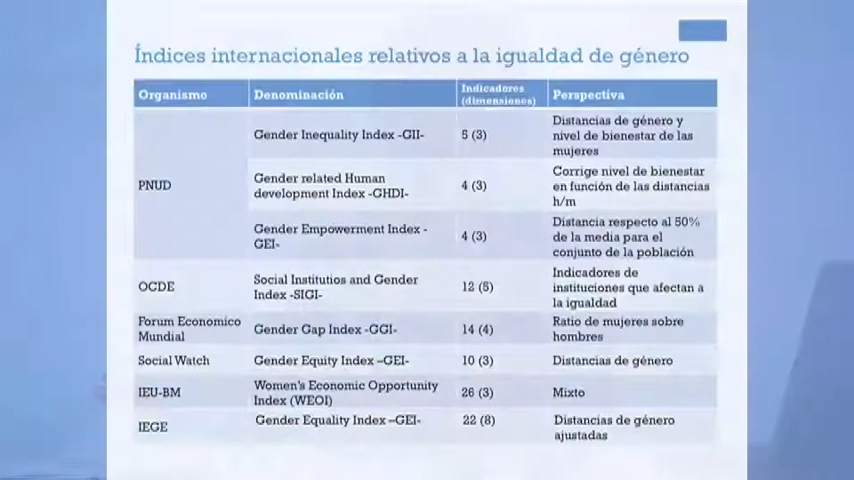 Índices internacionales relativos a la igualdad de género
Organismo Denominación Indicadores (dimensiones) Perspectiva
PNUD
Gender Inequality Index -GII- 5 (3) Distancias de género y
nivel de bienestar de las
mujeres
Gender related Human
development Index -GHDI- 4 (3) Corrige nivel de bienestar
en función de las distancias
h/m
Gender Empowerment Index -
GEI- 4 (3) Distancia respecto al 50%
de la media para el
conjunto de la población
OCDE Social Institutios and Gender
Index -SIGI- 12 (5) Indicadores de
instituciones que afectan a
la igualdad
Forum Economico
Mundial Gender Gap Index -GGI- 14 (4) Ratio de mujeres sobre
hombres
Social Watch Gender Equity Index –GEI- 10 (3) Distancias de género
IEU-BM Women's Economic Opportunity
Index (WEOI) 26 (3) Mixto
IEGE Gender Equality Index –GEI- 22 (8) Distancias de género
ajustadas